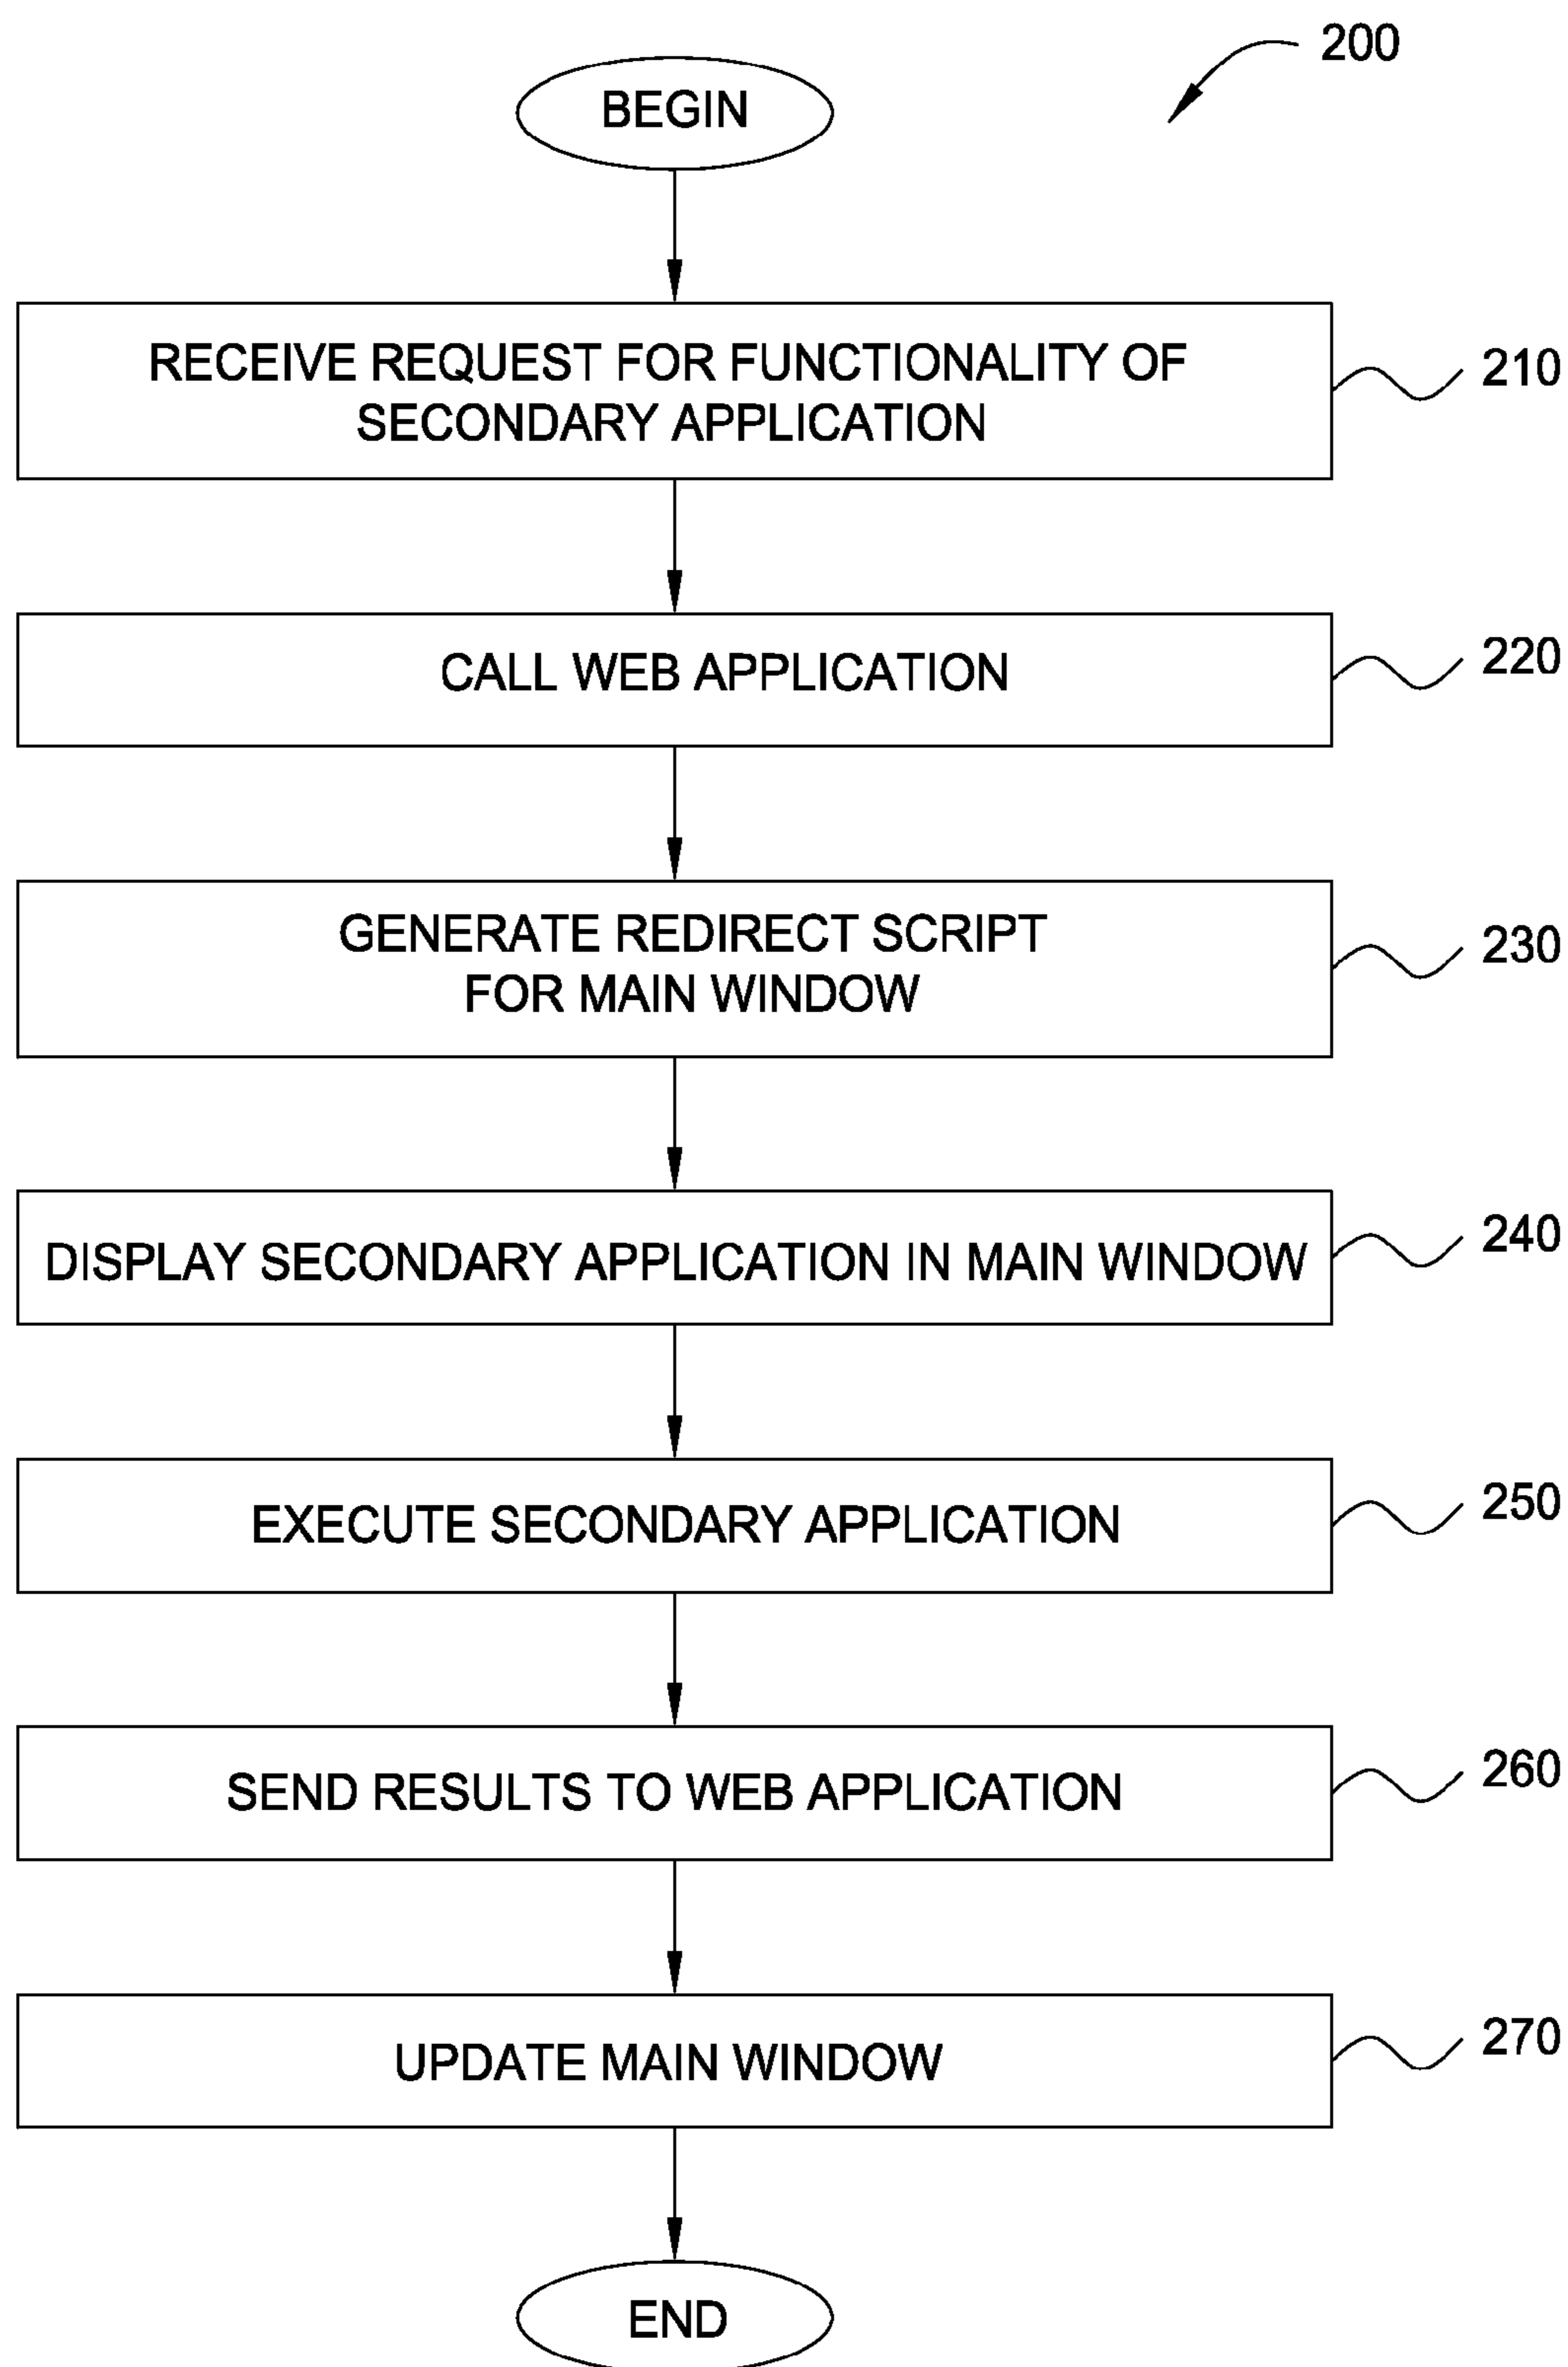 200
BEGIN
RECEIVE REQUEST FOR FUNCTIONALITY OF
SECONDARY APPLICATION
210
CALL WEB APPLICATION
220
GENERATE REDIRECT SCRIPT
FOR MAIN WINDOW
230
DISPLAY SECONDARY APPLICATION IN MAIN WINDOW
240
EXECUTE SECONDARY APPLICATION
250
SEND RESULTS TO WEB APPLICATION
260
UPDATE MAIN WINDOW
270
END